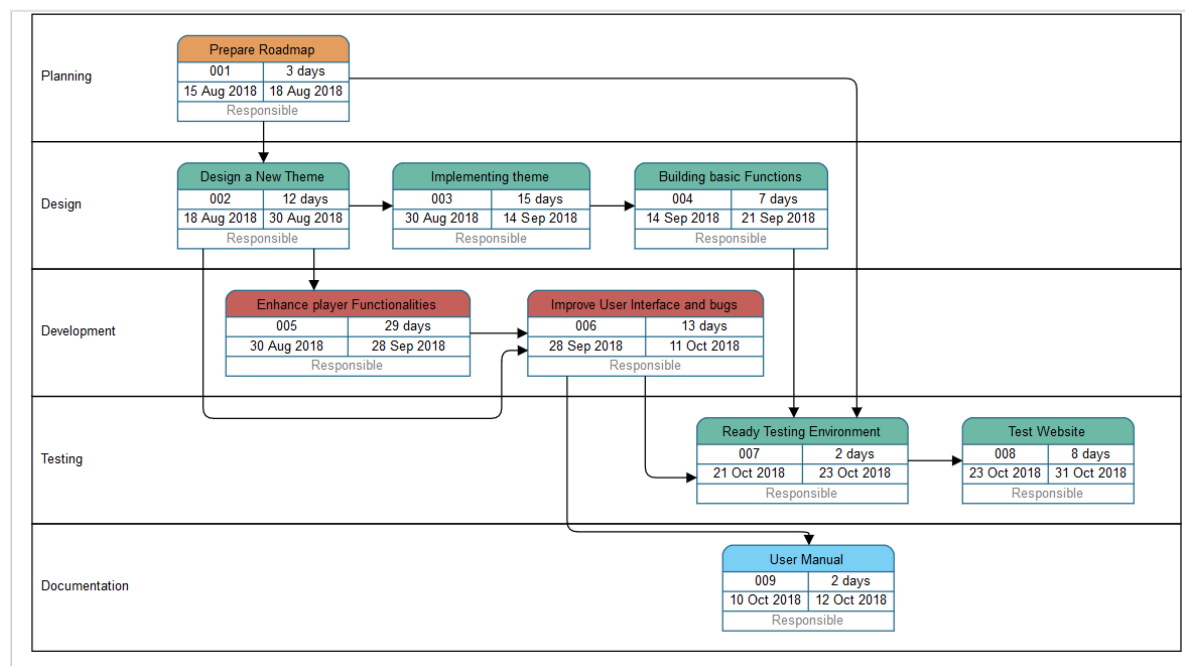 Planning
Prepare Roadmap
001 3 days
15 Aug 2018 18 Aug 2018
Responsible
Design
Design a New Theme
002 12 days
18 Aug 2018 30 Aug 2018
Responsible
Implementing theme
003 15 days
30 Aug 2018 14 Sep 2018
Responsible
Building basic Functions
004 7 days
14 Sep 2018 21 Sep 2018
Responsible
Development
Enhance player Functionalities
005 29 days
30 Aug 2018 28 Sep 2018
Responsible
Improve User Interface and bugs
006 13 days
28 Sep 2018 11 Oct 2018
Responsible
Testing
Ready Testing Environment
007 2 days
21 Oct 2018 23 Oct 2018
Responsible
Test Website
008 8 days
23 Oct 2018 31 Oct 2018
Responsible
Documentation
User Manual
009 2 days
10 Oct 2018 12 Oct 2018
Responsible